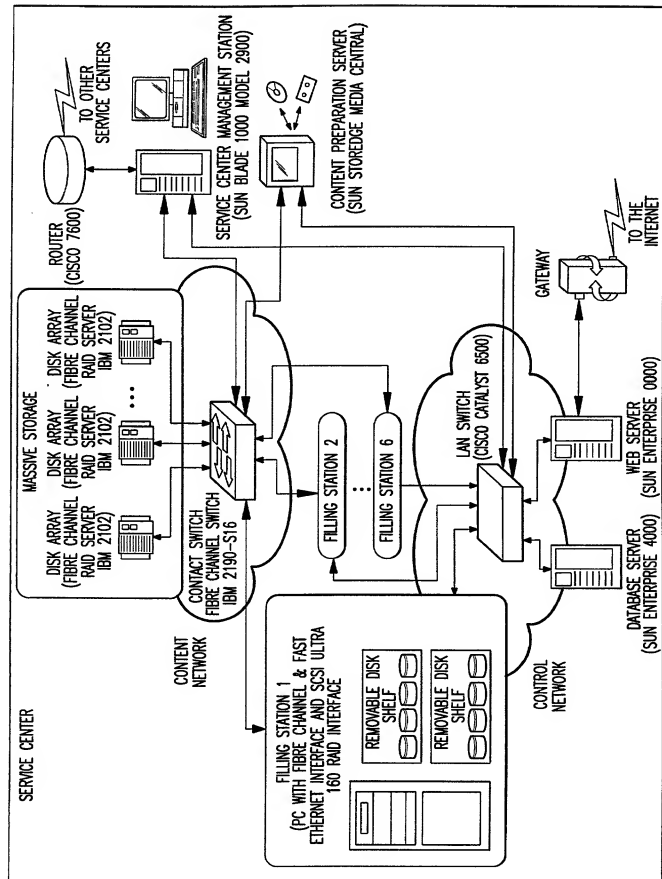 SERVICE CENTER
MASSIVE STORAGE
DISK ARRAY
(FIBRE CHANNEL
RAID SERVER
IBM 2102)
DISK ARRAY
(FIBRE CHANNEL
RAID SERVER
IBM 2102)
DISK ARRAY
(FIBRE CHANNEL
RAID SERVER
IBM 2102)
ROUTER
(CISCO 7600)
TO OTHER
SERVICE CENTERS
SERVICE CENTER MANAGEMENT STATION
(SUN BLADE 1000 MODEL 2900)
CONTENT PREPARATION SERVER
(SUN STOREDGE MEDIA CENTRAL)
CONTENT
NETWORK
CONTACT SWITCH
FIBRE CHANNEL SWITCH
IBM 2190-S16
FILLING STATION 1
(PC WITH FIBRE CHANNEL & FAST
ETHERNET INTERFACE AND SCSI ULTRA
160 RAID INTERFACE
REMOVABLE DISK
SHELF
REMOVABLE DISK
SHELF
FILLING STATION 2
FILLING STATION 6
LAN SWITCH
(CISCO CATALYST 6500)
CONTROL
NETWORK
DATABASE SERVER
(SUN ENTERPRISE 4000)
WEB SERVER
(SUN ENTERPRISE 0000)
GATEWAY
TO THE
INTERNET